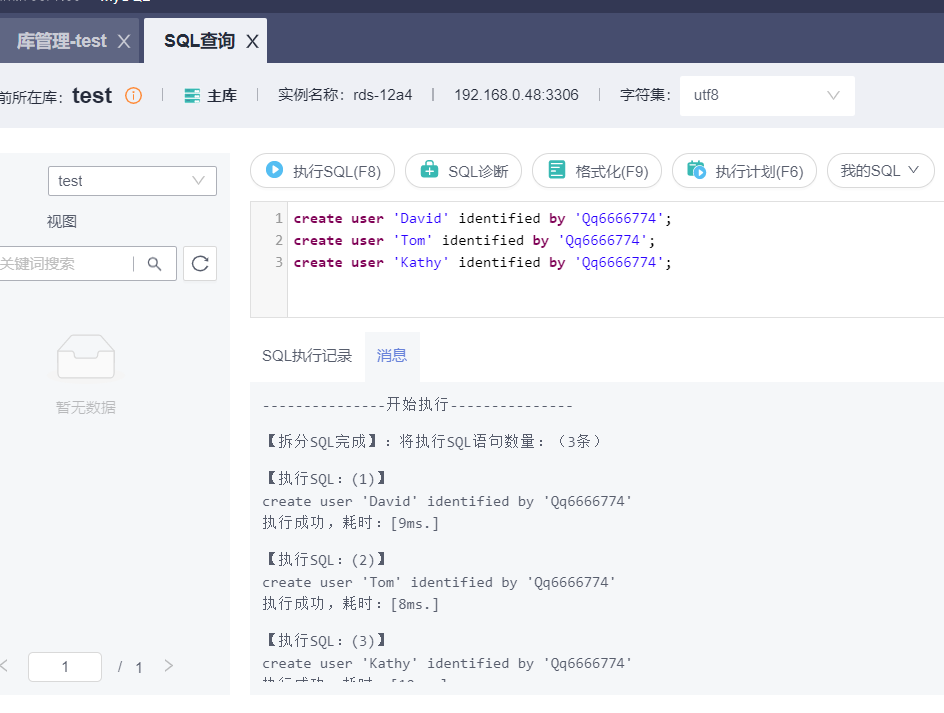 库管理-test
SQL查询
前所在库: test
主库
实例名称: rds-12a4
192.168.0.48:3306
字符集:
utf8
test
视图
关键词搜索
暂无数据
1 / 1
执行SQL(F8)
SQL诊断
格式化(F9)
执行计划(F6)
我的SQL
1 create user 'David' identified by 'Qq6666774';
2 create user 'Tom' identified by 'Qq6666774';
3 create user 'Kathy' identified by 'Qq6666774';
SQL执行记录
消息
---------------开始执行---------------
【拆分SQL完成】：将执行SQL语句数量：（3条）
【执行SQL：(1)】
create user 'David' identified by 'Qq6666774'
执行成功，耗时：[9ms.]
【执行SQL：(2)】
create user 'Tom' identified by 'Qq6666774'
执行成功，耗时：[8ms.]
【执行SQL：(3)】
create user 'Kathy' identified by 'Qq6666774'